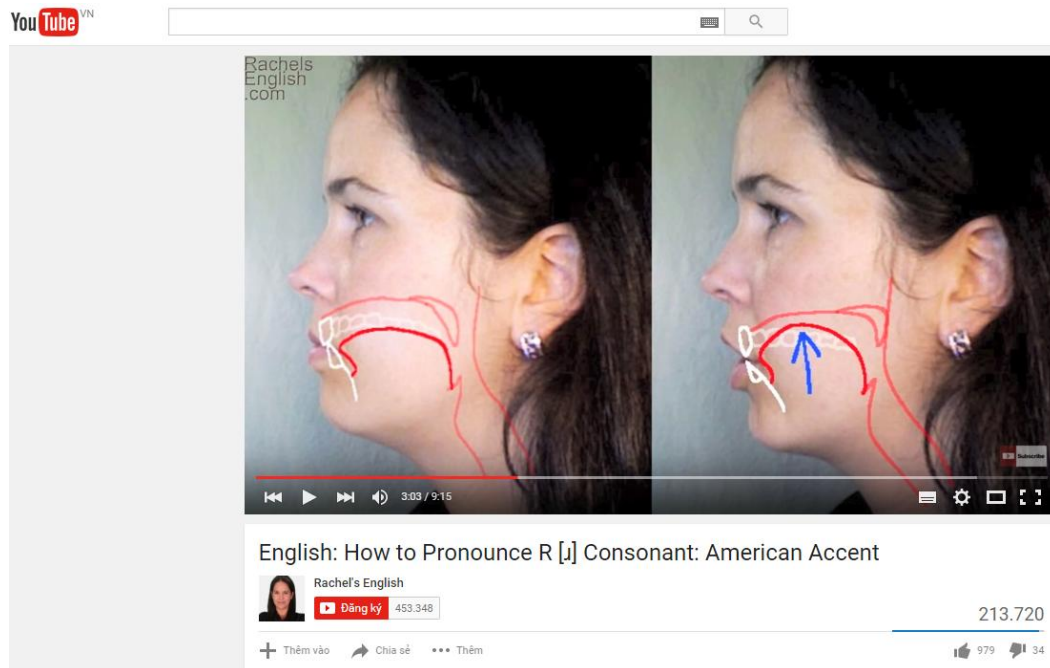 YouTube VN
Rachels
English
.com
Subscribe
3:03 / 9:15
English: How to Pronounce R [ɹ] Consonant: American Accent
Rachel's English
Đăng ký 453.348
213.720
Thêm vào Chia sẻ Thêm 979 34